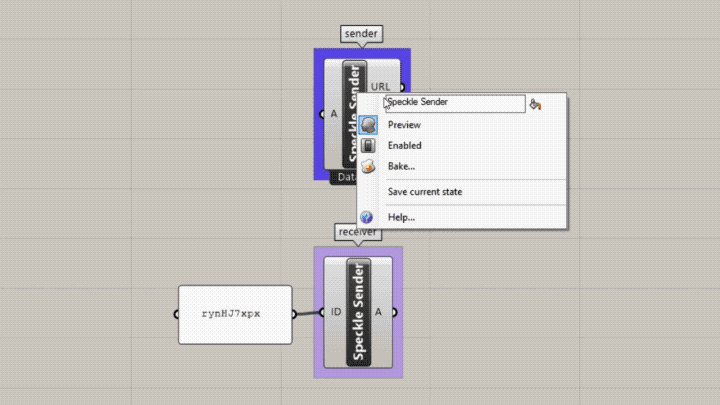 sender
A
Speckle Sender
URL
Data
Speckle Sender
Preview
Enabled
Bake...
Save current state
Help...
receiver
rynHJ7xpx
ID
Speckle Sender
A